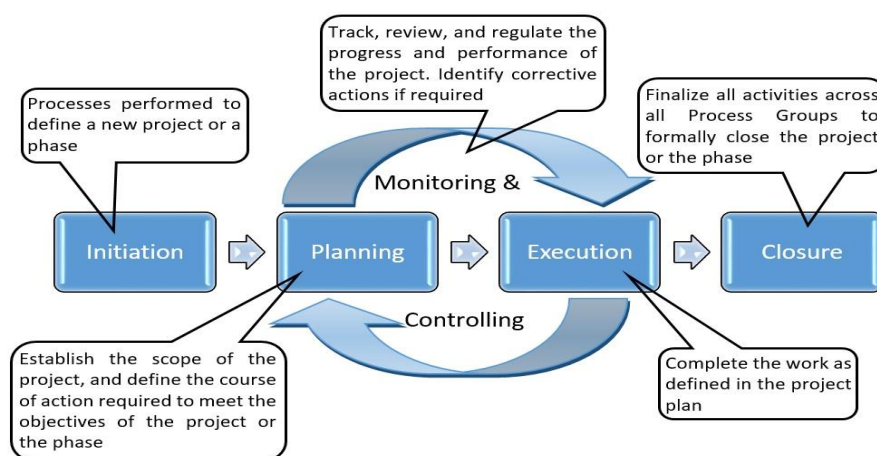 Track, review, and regulate the
progress and performance of
the project. Identify corrective
actions if required
Processes performed to
define a new project or a
phase
Finalize all activities across
all Process Groups to
formally close the project
or the phase
Monitoring &
Initiation
Planning
Execution
Closure
Controlling
Establish the scope of the
project, and define the course
of action required to meet the
objectives of the project or
the phase
Complete the work as
defined in the project
plan